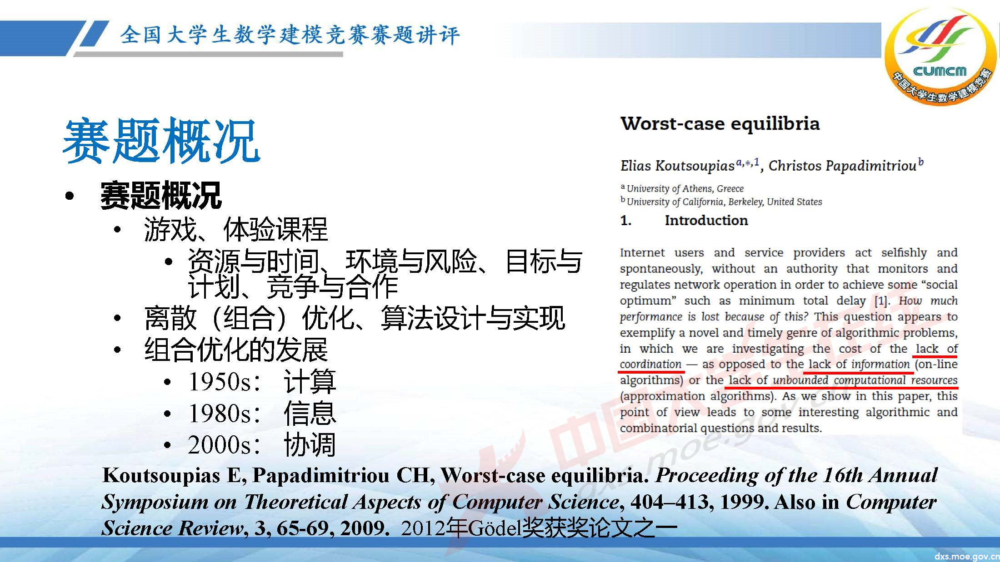 全国大学生数学建模竞赛赛题讲评
CUMCM
中国大学生数学建模竞赛
赛题概况
• 赛题概况
• 游戏、体验课程
• 资源与时间、环境与风险、目标与
计划、竞争与合作
• 离散（组合）优化、算法设计与实现
• 组合优化的发展
• 1950s： 计算
• 1980s： 信息
• 2000s： 协调
Worst-case equilibria
Elias Koutsoupias a,*,1, Christos Papadimitriou b
a University of Athens, Greece
b University of California, Berkeley, United States
1. Introduction
Internet users and service providers act selfishly and
spontaneously, without an authority that monitors and
regulates network operation in order to achieve some “social
optimum” such as minimum total delay [1]. How much
performance is lost because of this? This question appears to
exemplify a novel and timely genre of algorithmic problems,
in which we are investigating the cost of the lack of
coordination — as opposed to the lack of information (on-line
algorithms) or the lack of unbounded computational resources
(approximation algorithms). As we show in this paper, this
point of view leads to some interesting algorithmic and
combinatorial questions and results.
Koutsoupias E, Papadimitriou CH, Worst-case equilibria. Proceeding of the 16th Annual
Symposium on Theoretical Aspects of Computer Science, 404–413, 1999. Also in Computer
Science Review, 3, 65-69, 2009. 2012年Gödel奖获奖论文之一
中国大学生在线
dxs.moe.gov.cn
dxs.moe.gov.cn